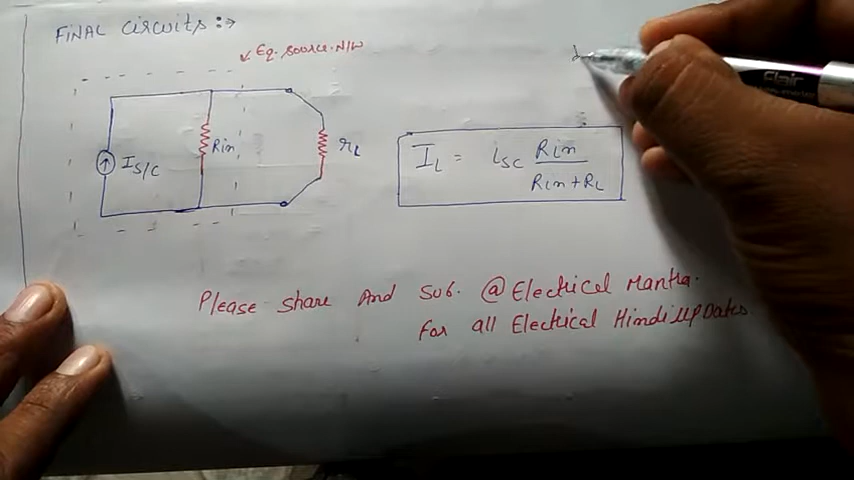 FINAL circuits :→
Eq. source. N/W
I S/C
Rin
rL
IL = isc Rin
Rin+RL
Please share And Sub. @Electrical Mantra.
for all Electrical Hindi upDates
Flair